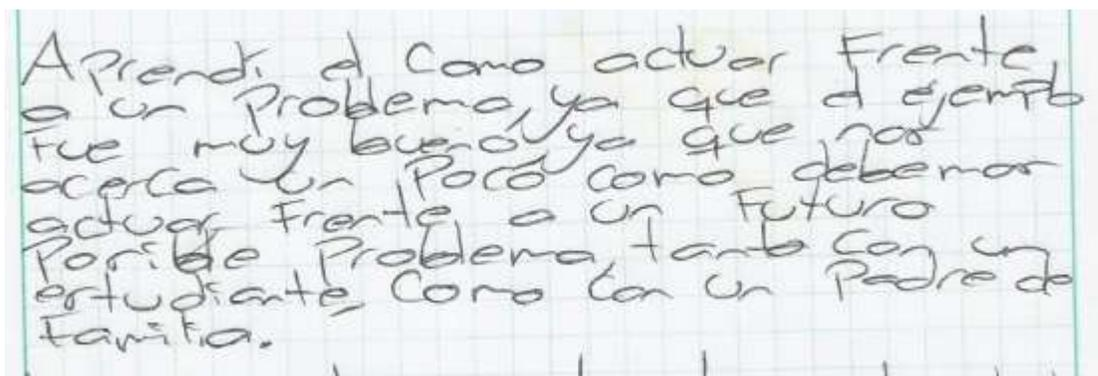 Aprendi el como actuar Frente
a un Problema, ya que el ejemplo
Fue muy bueno ya que nos
acerca un Poco como debemos
actuar Frente a un Futuro
Posible Problema, tanto con un
estudiante, Como Con un Padre de
Familia.